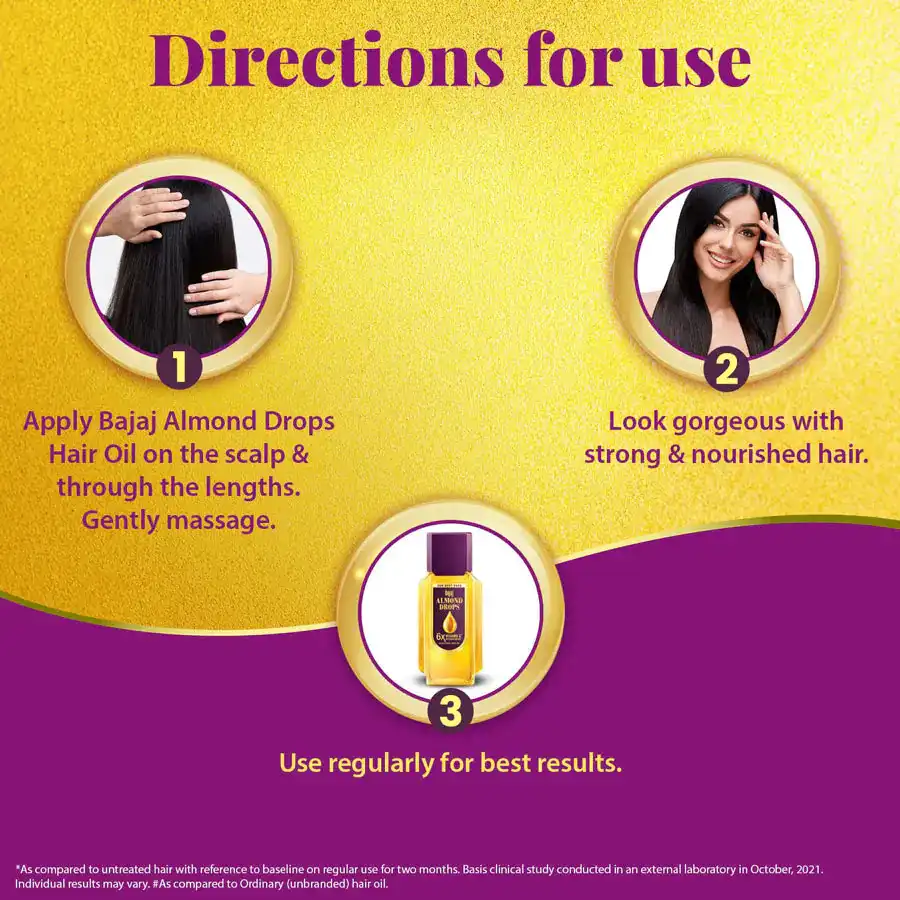 Directions for use
1
Apply Bajaj Almond Drops
Hair Oil on the scalp &
through the lengths.
Gently massage.
2
Look gorgeous with
strong & nourished hair.
ALMOND
DROPS
6X
3
Use regularly for best results.
*As compared to untreated hair with reference to baseline on regular use for two months. Basis clinical study conducted in an external laboratory in October, 2021.
Individual results may vary. #As compared to Ordinary (unbranded) hair oil.